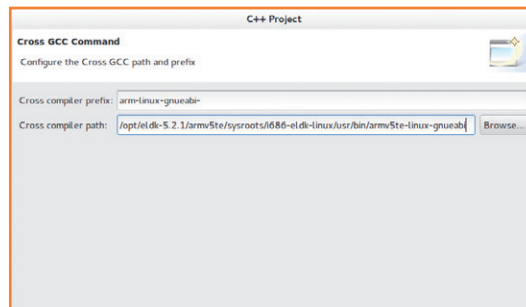 C++ Project
Cross GCC Command
Configure the Cross GCC path and prefix
Cross compiler prefix: arm-linux-gnueabi-
Cross compiler path: /opt/eldk-5.2.1/armv5te/sysroots/i686-eldk-linux/usr/bin/armv5te-linux-gnueabi Browse...